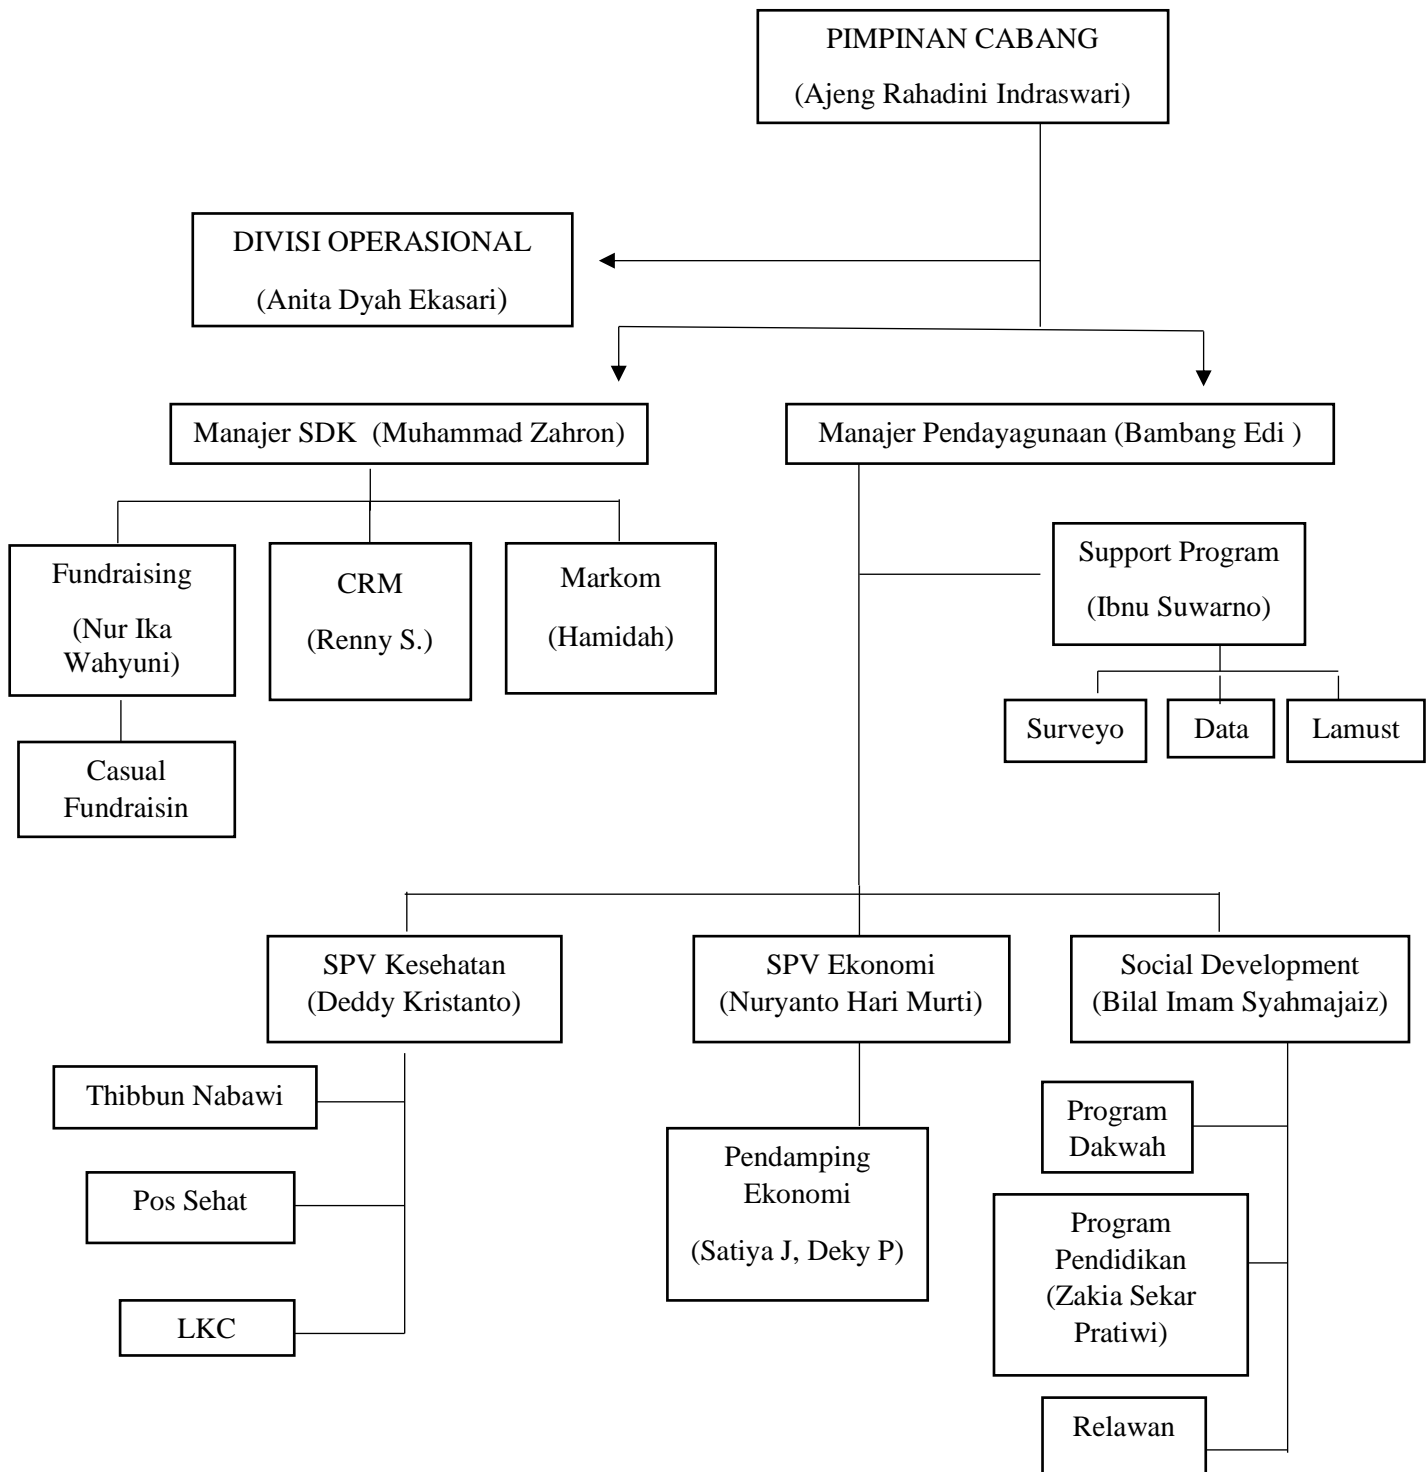 PIMPINAN CABANG
(Ajeng Rahadini Indraswari)
DIVISI OPERASIONAL
(Anita Dyah Ekasari)
Manajer SDK (Muhammad Zahron)
Manajer Pendayagunaan (Bambang Edi )
Fundraising
(Nur Ika
Wahyuni)
CRM
(Renny S.)
Markom
(Hamidah)
Support Program
(Ibnu Suwarno)
Casual
Fundraisin
Surveyo
Data
Lamust
SPV Kesehatan
(Deddy Kristanto)
SPV Ekonomi
(Nuryanto Hari Murti)
Social Development
(Bilal Imam Syahmajaiz)
Thibbun Nabawi
Pos Sehat
LKC
Pendamping
Ekonomi
(Satiya J, Deky P)
Program
Dakwah
Program
Pendidikan
(Zakia Sekar
Pratiwi)
Relawan